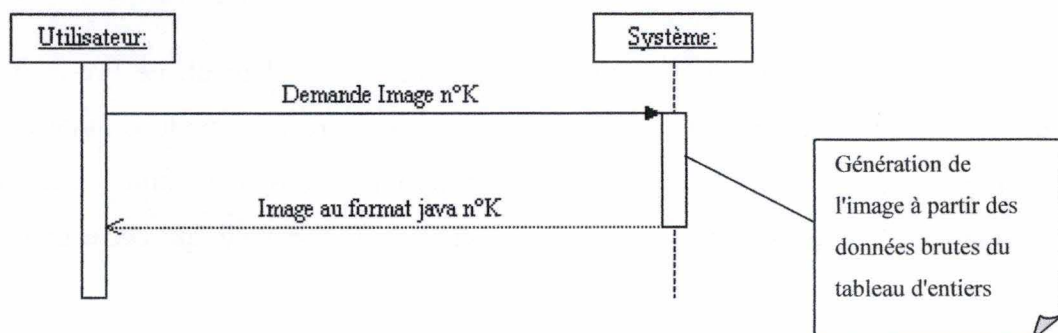 Utilisateur:
Système:
Demande Image n°K
Image au format java n°K
Génération de
l'image à partir des
données brutes du
tableau d'entiers